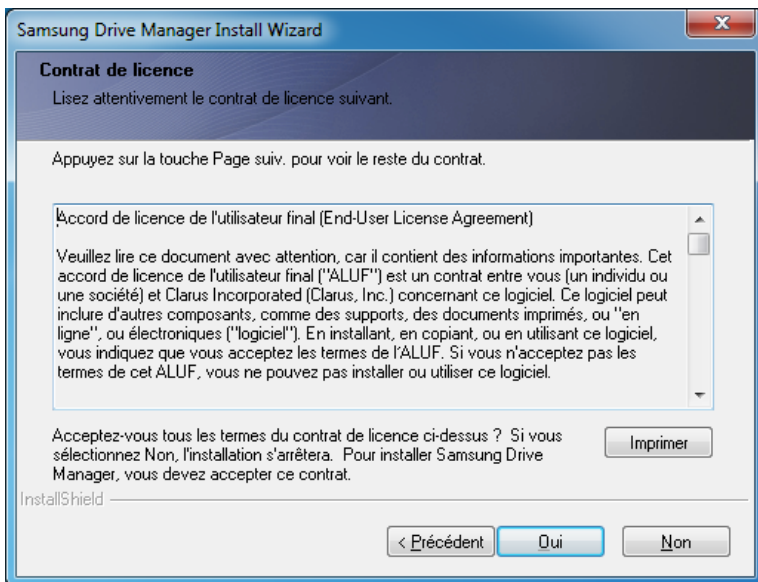 Samsung Drive Manager Install Wizard
Contrat de licence
Lisez attentivement le contrat de licence suivant.
Appuyez sur la touche Page suiv. pour voir le reste du contrat.
Accord de licence de l'utilisateur final (End-User License Agreement)
Veuillez lire ce document avec attention, car il contient des informations importantes. Cet
accord de licence de l'utilisateur final ("ALUF") est un contrat entre vous (un individu ou
une société) et Clarus Incorporated (Clarus, Inc.) concernant ce logiciel. Ce logiciel peut
inclure d'autres composants, comme des supports, des documents imprimés, ou "en
ligne", ou électroniques ("logiciel"). En installant, en copiant, ou en utilisant ce logiciel,
vous indiquez que vous acceptez les termes de l'ALUF. Si vous n'acceptez pas les
termes de cet ALUF, vous ne pouvez pas installer ou utiliser ce logiciel.
Acceptez-vous tous les termes du contrat de licence ci-dessus ? Si vous
sélectionnez Non, l'installation s'arrêtera. Pour installer Samsung Drive
Manager, vous devez accepter ce contrat.
Imprimer
InstallShield
< Précédent
Oui
Non